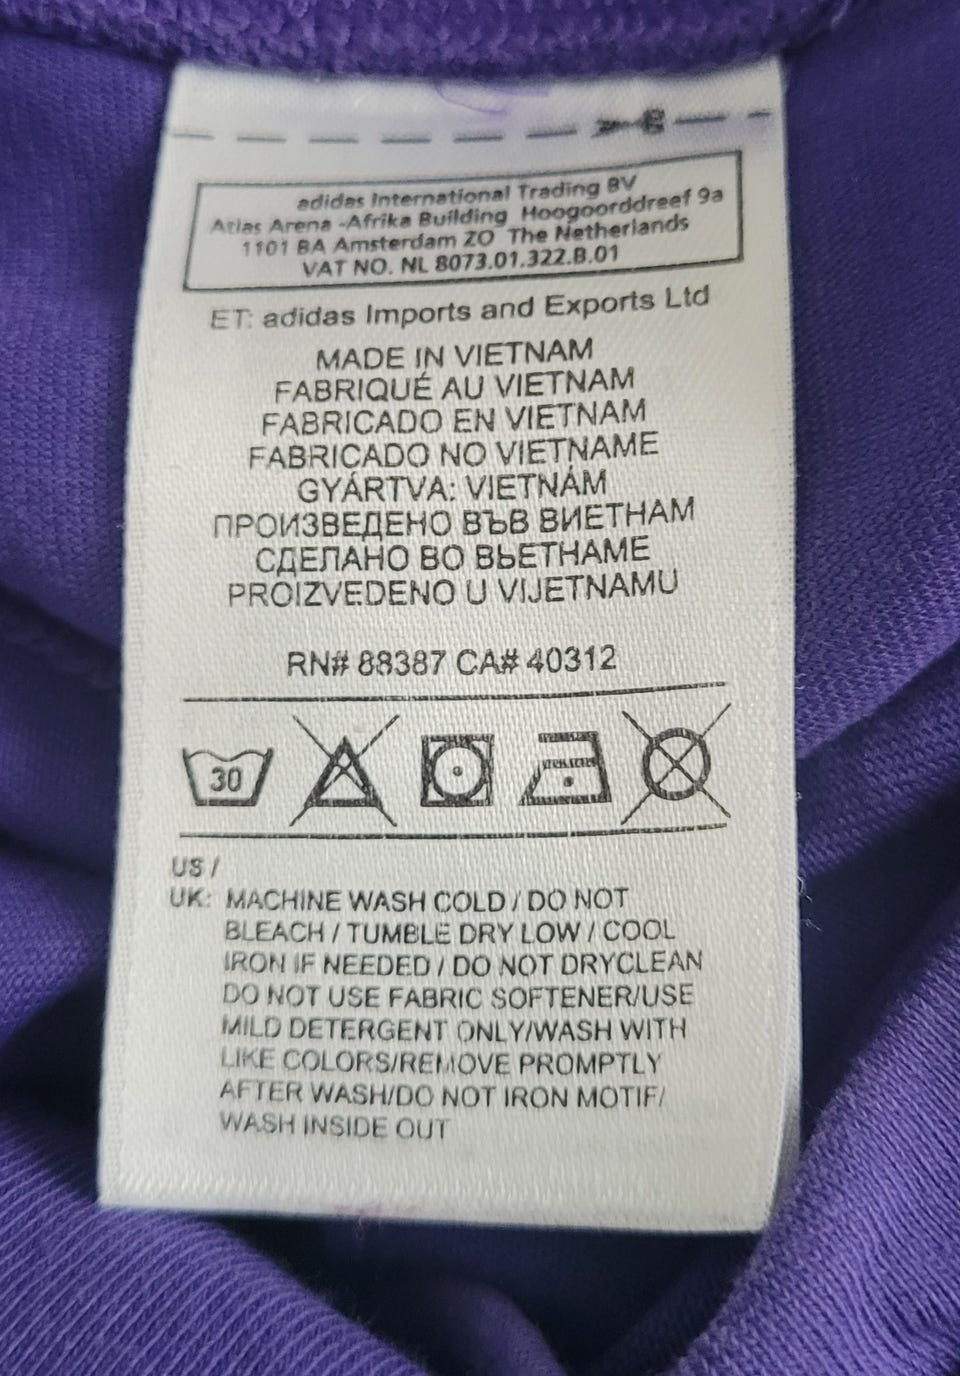 adidas International Trading BV
Atlas Arena -Afrika Building Hoogoorddreef 9a
1101 BA Amsterdam ZO The Netherlands
VAT NO. NL 8073.01.322.B.01
ET: adidas Imports and Exports Ltd
MADE IN VIETNAM
FABRIQUÉ AU VIETNAM
FABRICADO EN VIETNAM
FABRICADO NO VIETNAME
GYÁRTVA: VIETNÁM
ПРОИЗВЕДЕНО ВЪВ ВИЕТНАМ
СДЕЛАНО ВО ВЬЕТНАМЕ
PROIZVEDENO U VIJETNAMU
RN# 88387 CA# 40312
30
US /
UK: MACHINE WASH COLD / DO NOT
BLEACH / TUMBLE DRY LOW / COOL
IRON IF NEEDED / DO NOT DRYCLEAN
DO NOT USE FABRIC SOFTENER/USE
MILD DETERGENT ONLY/WASH WITH
LIKE COLORS/REMOVE PROMPTLY
AFTER WASH/DO NOT IRON MOTIF/
WASH INSIDE OUT